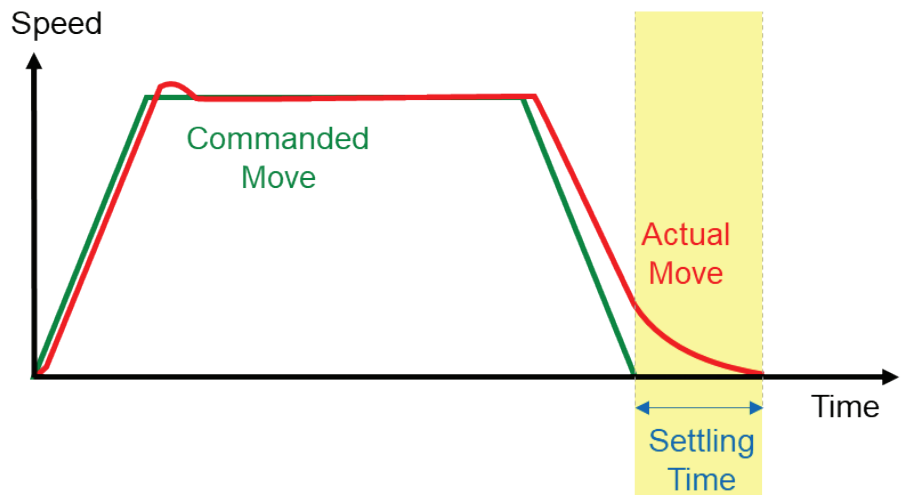 Speed
Commanded
Move
Actual
Move
Time
Settling
Time